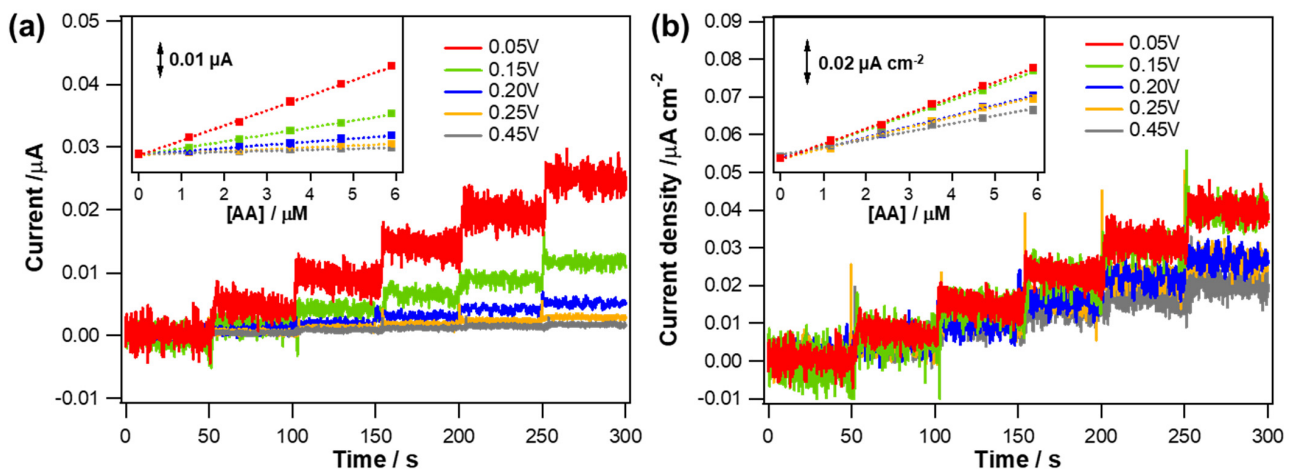 (a)
0.05
0.04
0.03
0.02
0.01
0.00
-0.01
Current /µA
0.01 µA
0 1 2 3 4 5 6
[AA] / µM
0.05V
0.15V
0.20V
0.25V
0.45V
0 50 100 150 200 250 300
Time / s
(b)
0.09
0.08
0.07
0.06
0.05
0.04
0.03
0.02
0.01
0.00
-0.01
Current density/µA cm⁻²
0.02 µA cm⁻²
0 1 2 3 4 5 6
[AA] / µM
0.05V
0.15V
0.20V
0.25V
0.45V
0 50 100 150 200 250 300
Time / s